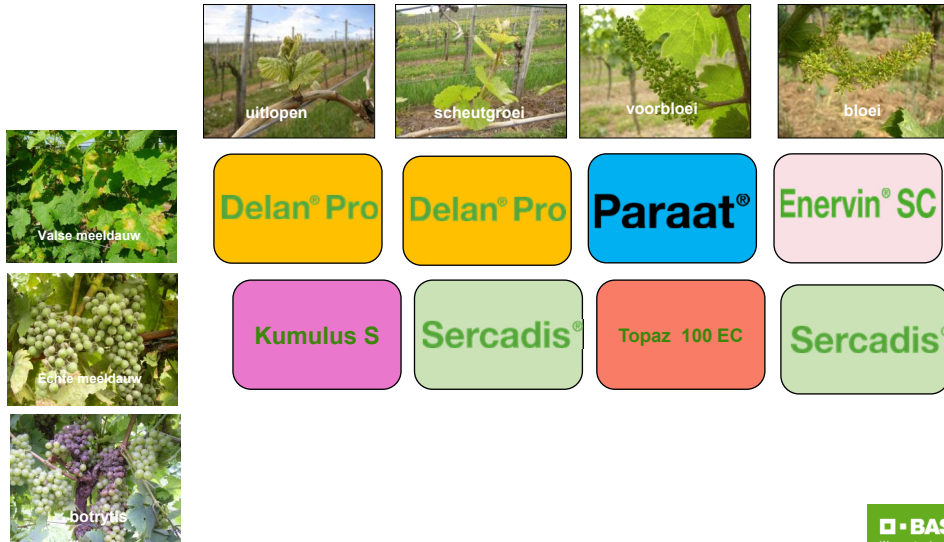 uitlopen
scheutgroei
voorbloei
bloei
Valse meeldauw
Delan® Pro
Delan® Pro
Paraat®
Enervin® SC
Echte meeldauw
Kumulus S
Sercadis®
Topaz 100 EC
Sercadis
botrytis
BAS